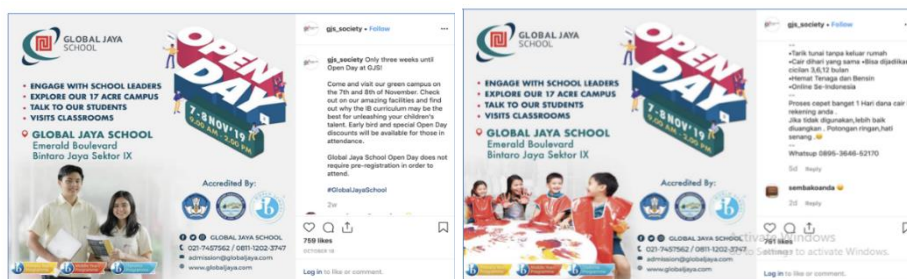 GLOBAL JAYA
SCHOOL
OPEN
DAY
7-8 NOV'19
9.00 AM - 2.00 PM
• ENGAGE WITH SCHOOL LEADERS
• EXPLORE OUR 17 ACRE CAMPUS
• TALK TO OUR STUDENTS
• VISITS CLASSROOMS
GLOBAL JAYA SCHOOL
Emerald Boulevard
Bintaro Jaya Sektor IX
Accredited By:
GLOBAL JAYA SCHOOL
021-7457562 / 0811-1202-3747
admission@globaljaya.com
www.globaljaya.com
gjs_society • Follow
gjs_society Only three weeks until
Open Day at GJS!
Come and visit our green campus on
the 7th and 8th of November. Check
out on our amazing facilities and find
out why the IB curriculum may be the
best for unleashing your children's
talent. Early bird and special Open Day
discounts will be available for those in
attendance.
Global Jaya School Open Day does not
require pre-registration in order to
attend.
#GlobalJayaSchool
2w
759 likes
OCTOBER 18
Log in to like or comment.
GLOBAL JAYA
SCHOOL
OPEN
DAY
7-8 NOV'19
9.00 AM - 2.00 PM
• ENGAGE WITH SCHOOL LEADERS
• EXPLORE OUR 17 ACRE CAMPUS
• TALK TO OUR STUDENTS
• VISITS CLASSROOMS
GLOBAL JAYA SCHOOL
Emerald Boulevard
Bintaro Jaya Sektor IX
Accredited By:
GLOBAL JAYA SCHOOL
021-7457562 / 0811-1202-3747
admission@globaljaya.com
www.globaljaya.com
gjs_society • Follow
...
•Tarik tunai tanpa keluar rumah
•Cair dihari yang sama •Bisa dijadikan
cicilan 3,6,12 bulan
•Hemat Tenaga dan Bensin
•Online Se-Indonesia
...
Proses cepat banget 1 Hari dana cair
rekening anda .
Jika tidak digunakan,lebih baik
diuangkan . Potongan ringan,hati
senang .
...
Whatsup 0895-3646-62170
5d Reply
sembakoanda
2d Reply
761 likes
Activate Windows
Go to Settings to activate Windows.
Log in to like or comment.